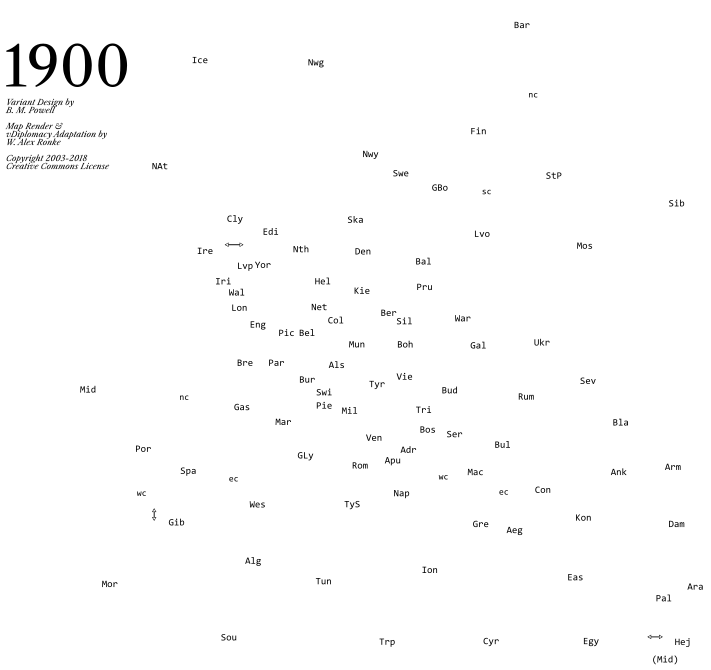 Bar
1900
Ice
Nwg
Variant Design by
B. M. Powell
nc
Map Render &
vDiplomacy Adaptation by
W. Alex Ronke
Fin
Copyright 2003-2018
Creative Commons License
NAt
Nwy
Swe
StP
GBo
sc
Sib
Cly
Ska
Edi
Lvo
Ire
Nth
Den
Mos
Lvp Yor
Bal
Iri
Hel
Wal
Kie
Pru
Lon
Net
Ber
Eng
Col
Sil
War
Pic Bel
Mun
Boh
Gal
Ukr
Bre
Par
Als
Bur
Tyr
Vie
Sev
Mid
Swi
Bud
nc
Rum
Gas
Pie
Mil
Tri
Mar
Bla
Bos
Ser
Ven
Por
Adr
Bul
GLy
Rom
Apu
Spa
ec
wc
Mac
Ank
Arm
wc
Nap
ec
Con
Wes
TyS
Gib
Gre
Aeg
Kon
Dam
Alg
Ion
Eas
Mor
Tun
Ara
Pal
Sou
Trp
Cyr
Egy
Hej
(Mid)